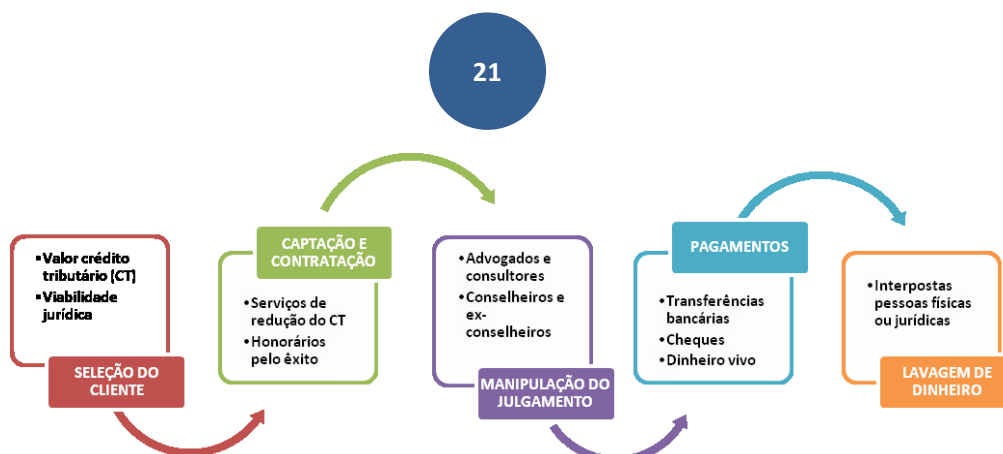 21
▪Valor crédito
tributário (CT)
▪Viabilidade
jurídica
SELEÇÃO DO
CLIENTE
CAPTAÇÃO E
CONTRATAÇÃO
▪Serviços de
redução do CT
▪Honorários
pelo êxito
▪Advogados e
consultores
▪Conselheiros e
ex-
conselheiros
MANIPULAÇÃO DO
JULGAMENTO
PAGAMENTOS
▪Transferências
bancárias
▪Cheques
▪Dinheiro vivo
▪Interpostas
pessoas físicas
ou jurídicas
LAVAGEM DE
DINHEIRO